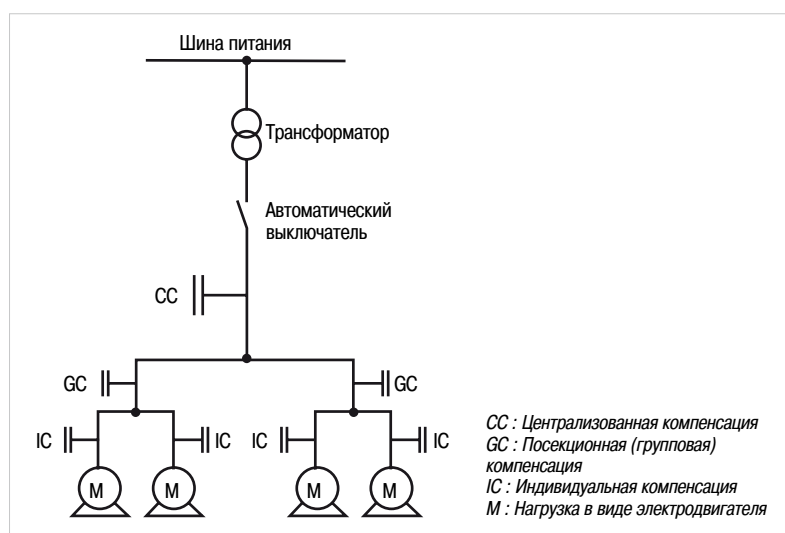 Шина питания
Трансформатор
Автоматический
выключатель
CC
GC
GC
IC
IC
IC
IC
M
M
M
M
CC : Централизованная компенсация
GC : Посекционная (групповая)
компенсация
IC : Индивидуальная компенсация
M : Нагрузка в виде электродвигателя